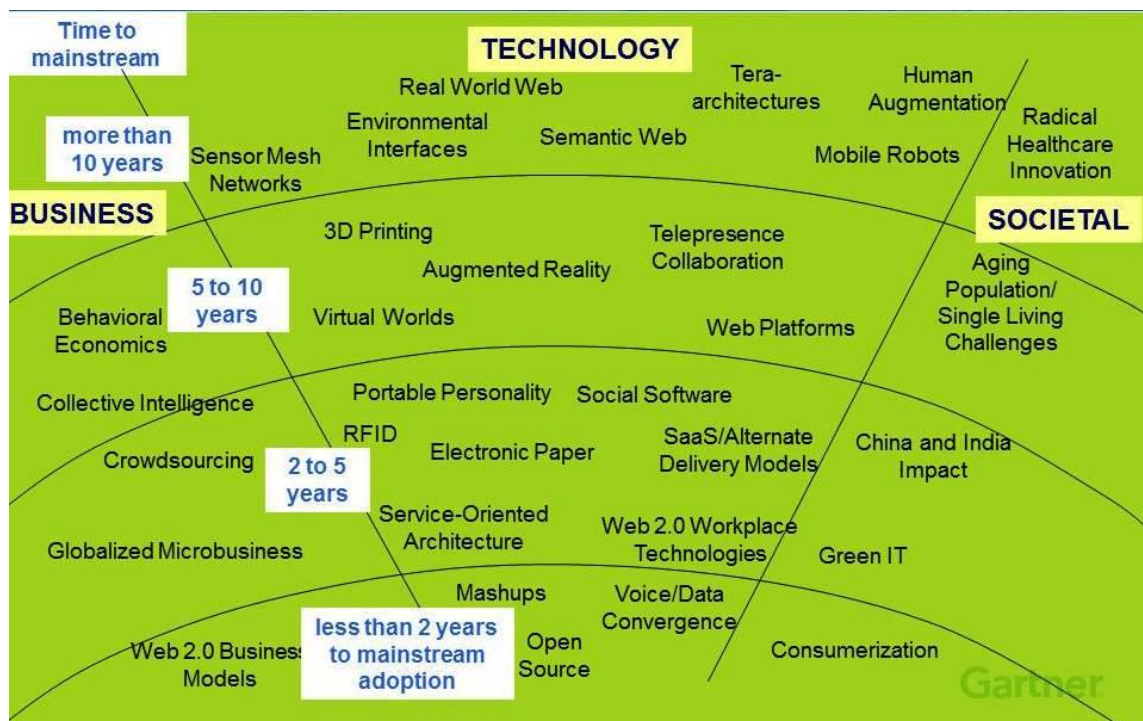 Time to
mainstream
TECHNOLOGY
Real World Web
Tera-
architectures
Human
Augmentation
Radical
Healthcare
Innovation
more than
10 years
Environmental
Interfaces
Semantic Web
Mobile Robots
Sensor Mesh
Networks
BUSINESS
SOCIETAL
3D Printing
Telepresence
Collaboration
Augmented Reality
Aging
Population/
Single Living
Challenges
5 to 10
years
Behavioral
Economics
Virtual Worlds
Web Platforms
Collective Intelligence
Portable Personality
Social Software
RFID
Crowdsourcing
Electronic Paper
SaaS/Alternate
Delivery Models
China and India
Impact
2 to 5
years
Service-Oriented
Architecture
Web 2.0 Workplace
Technologies
Globalized Microbusiness
Green IT
Mashups
Voice/Data
Convergence
less than 2 years
to mainstream
adoption
Web 2.0 Business
Models
Open
Source
Consumerization
Gartner